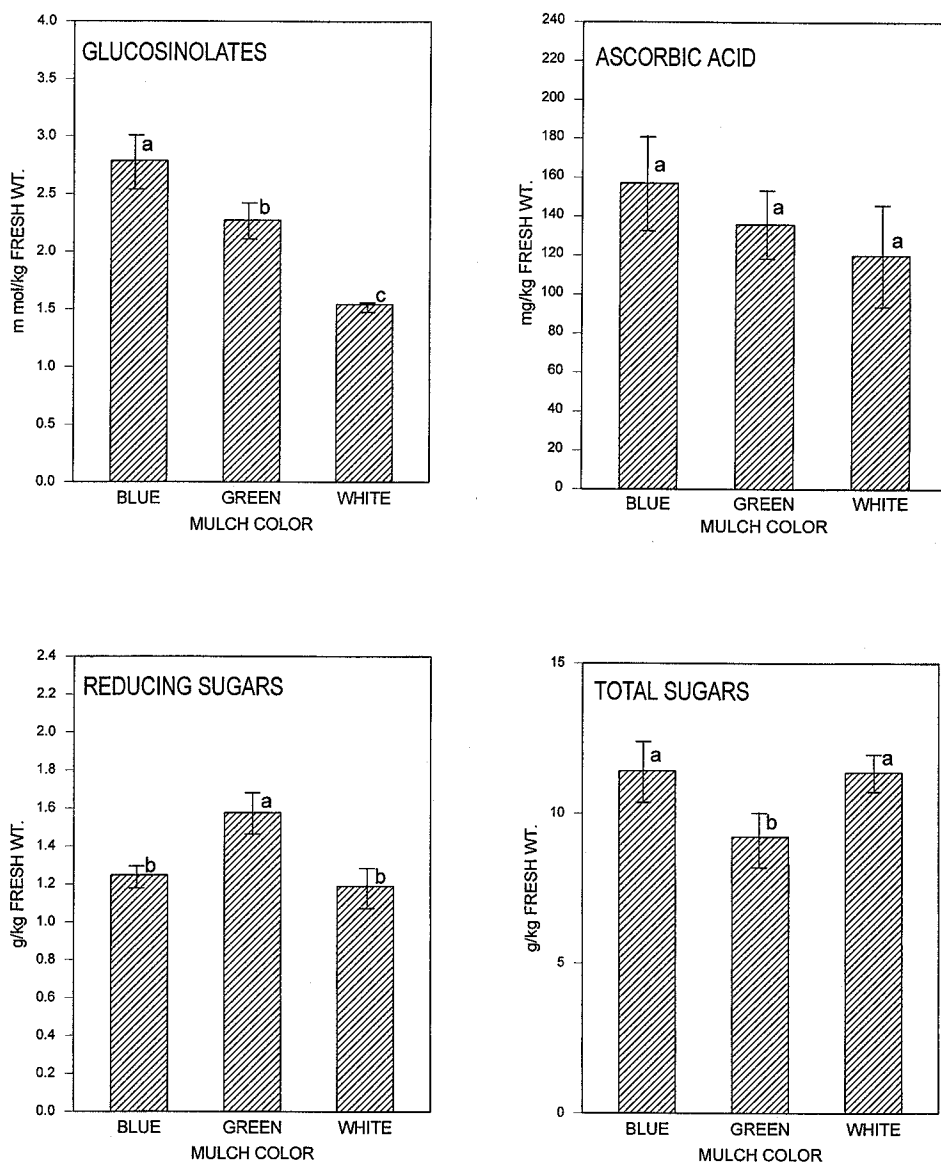 GLUCOSINOLATES
m mol/kg FRESH WT.
4.0
3.5
3.0
2.5
2.0
1.5
1.0
0.5
0.0
a
b
c
BLUE GREEN WHITE
MULCH COLOR
ASCORBIC ACID
mg/kg FRESH WT.
240
220
200
180
160
140
120
100
80
60
40
20
0
a
a
a
BLUE GREEN WHITE
MULCH COLOR
REDUCING SUGARS
g/kg FRESH WT.
2.4
2.2
2.0
1.8
1.6
1.4
1.2
1.0
0.8
0.6
0.4
0.2
0.0
b
a
b
BLUE GREEN WHITE
MULCH COLOR
TOTAL SUGARS
g/kg FRESH WT.
15
10
5
0
a
b
a
BLUE GREEN WHITE
MULCH COLOR